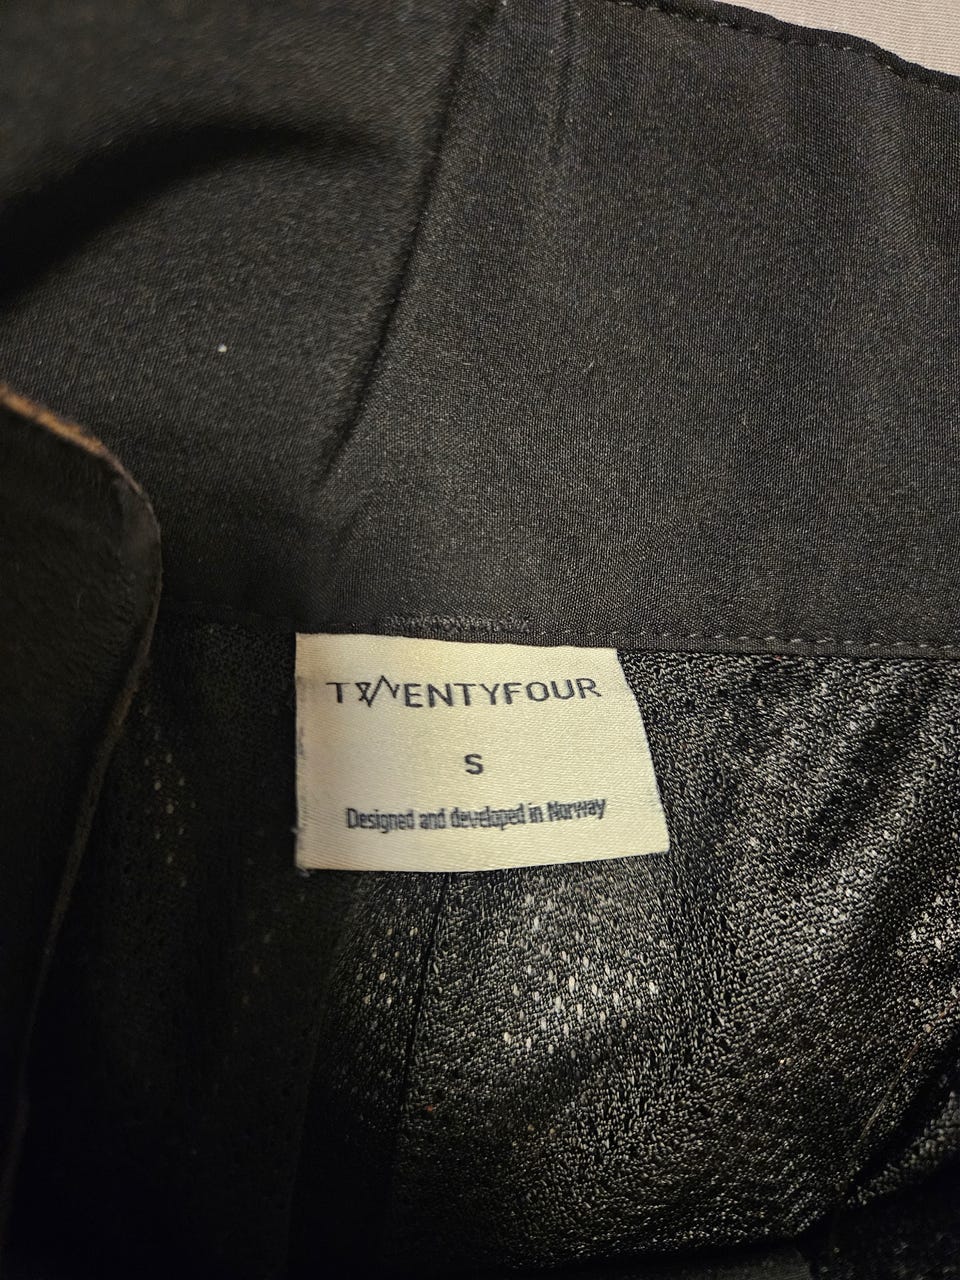 TWENTYFOUR
S
Designed and developed in Norway